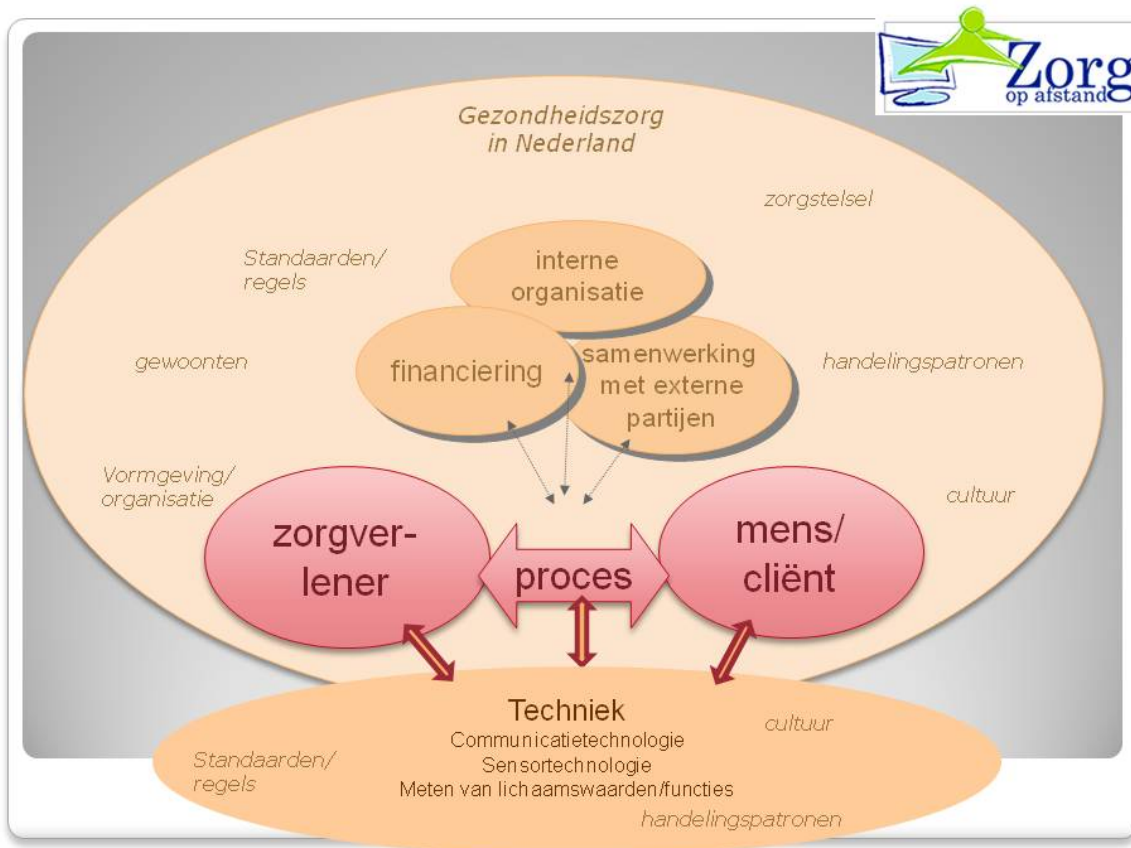 Zorg
op afstand
Gezondheidszorg
in Nederland
zorgstelsel
Standaarden/
regels
interne
organisatie
gewoonten
financiering
samenwerking
met externe
partijen
handelingspatronen
Vormgeving/
organisatie
cultuur
zorgver-
lener
proces
mens/
cliënt
Techniek
Communicatietechnologie
Sensortechnologie
Meten van lichaamswaarden/functies
cultuur
Standaarden/
regels
handelingspatronen